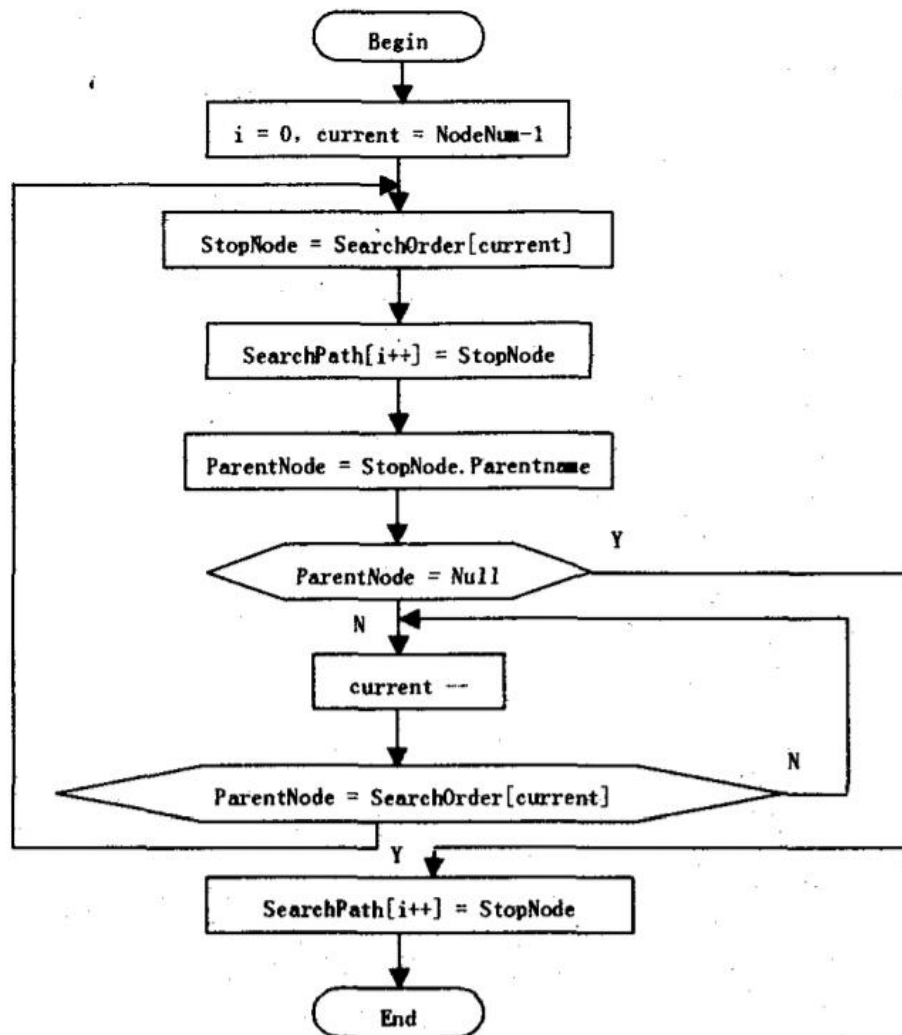 Begin
i = 0, current = NodeNum-1
StopNode = SearchOrder[current]
SearchPath[i++] = StopNode
ParentNode = StopNode.Parentname
Y
ParentNode = Null
N
current --
N
ParentNode = SearchOrder[current]
Y
SearchPath[i++] = StopNode
End